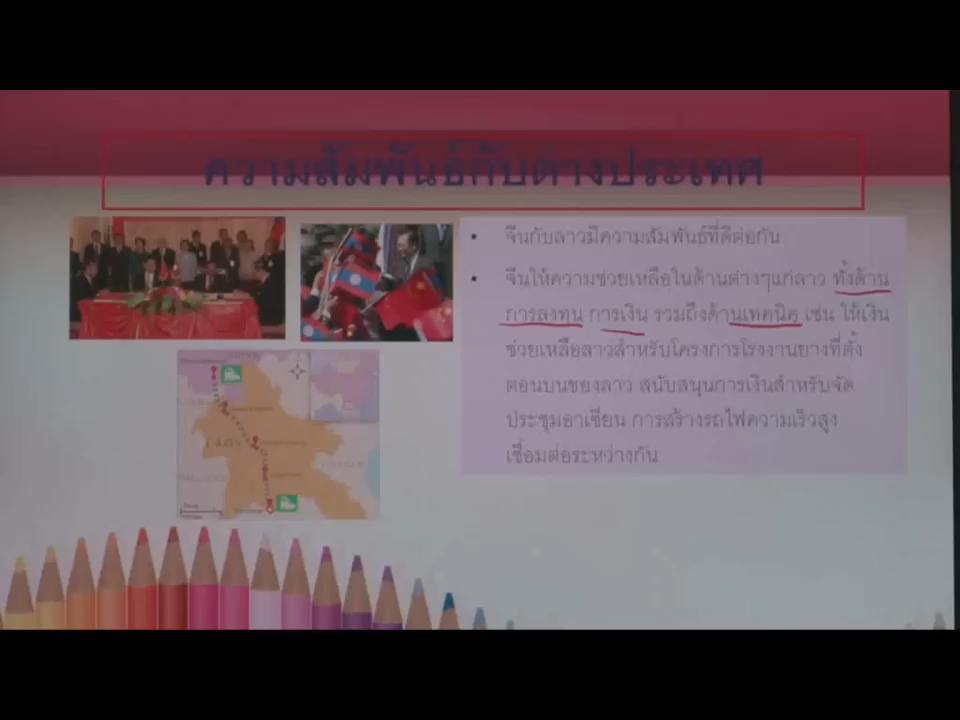 ความสัมพันธ์กับต่างประเทศ
• จีนกับลาวมีความสัมพันธ์ที่ดีต่อกัน
• จีนให้ความช่วยเหลือในด้านต่างๆแก่ลาว ทั้งด้าน
การลงทุน การเงิน รวมถึงด้านเทคนิค เช่น ให้เงิน
ช่วยเหลือลาวสำหรับโครงการโรงงานยางที่ตั้ง
ตอนบนของลาว สนับสนุนการเงินสำหรับจัด
ประชุมอาเซียน การสร้างรถไฟความเร็วสูง
เชื่อมต่อระหว่างกัน
LAOS